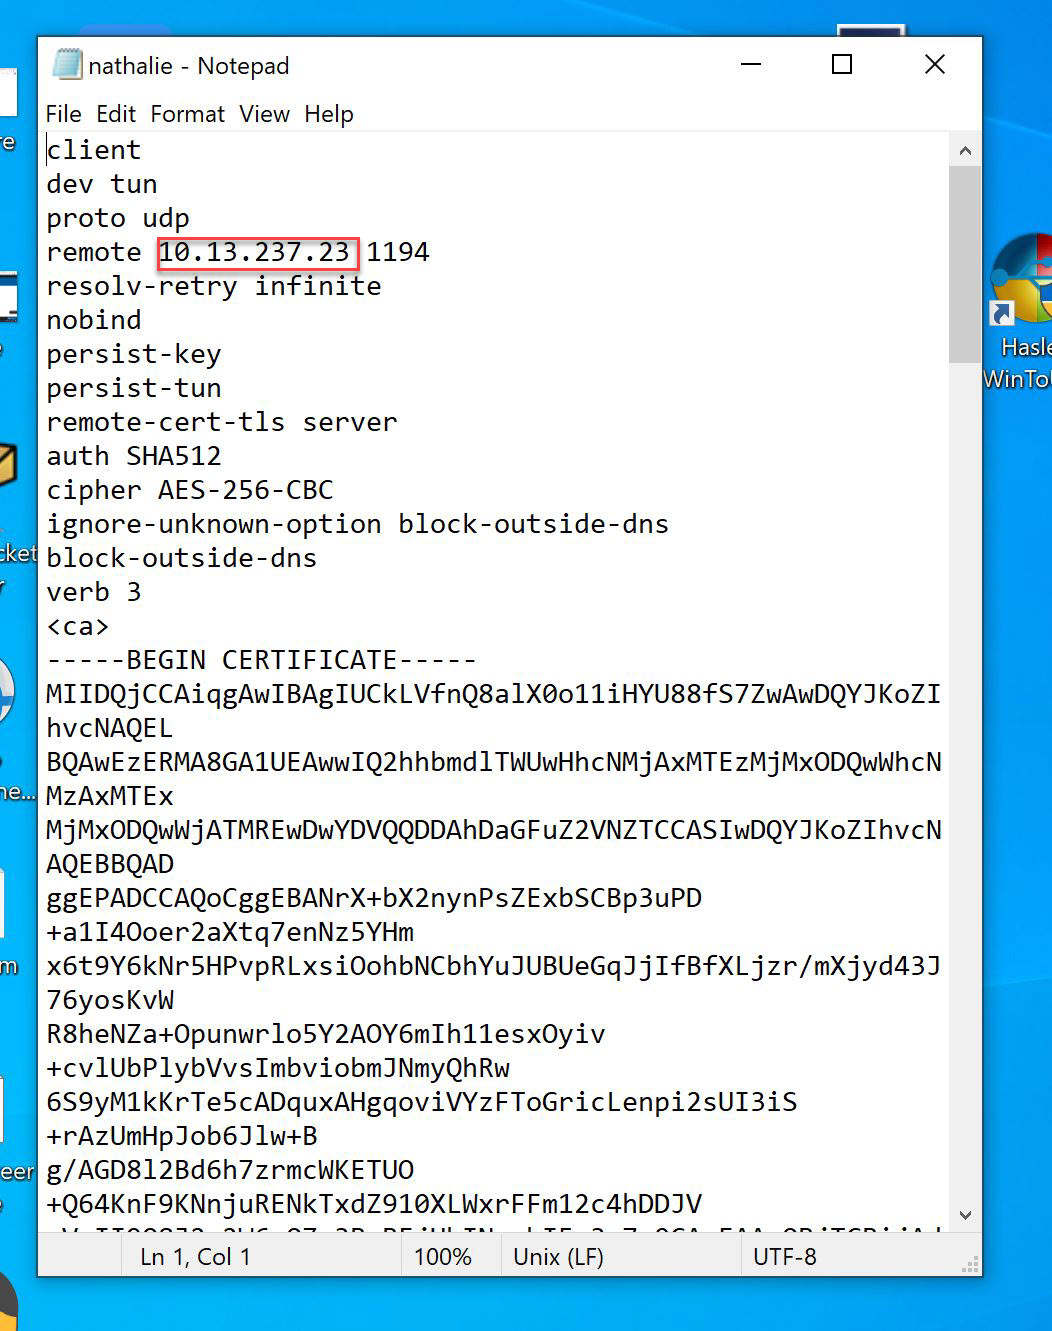 nathalie - Notepad
File Edit Format View Help
client
dev tun
proto udp
remote 10.13.237.23 1194
resolv-retry infinite
nobind
persist-key
persist-tun
remote-cert-tls server
auth SHA512
cipher AES-256-CBC
ignore-unknown-option block-outside-dns
block-outside-dns
verb 3
<ca>
-----BEGIN CERTIFICATE-----
MIIDQjCCAiqgAwIBAgIUCkLVfnQ8alX0o11iHYU88fS7ZwAwDQYJKoZI
hvcNAQEL
BQAwEzERMA8GA1UEAwwIQ2hhbmdlTWUwHhcNMjAxMTEzMjMxODQwWhcN
MzAxMTEx
MjMxODQwWjATMREwDwYDVQQDDAhDaGFuZ2VNZTCCASIwDQYJKoZIhvcN
AQEBBQAD
ggEPADCCAQoCggEBANrX+bX2nynPsZExbSCBp3uPD
+a1I4Ooer2aXtq7enNz5YHm
x6t9Y6kNr5HPvpRLxsiOohbNCbhYuJUBUeGqJjIfBfXLjzr/mXjyd43J
76yosKvW
R8heNZa+Opunwrlo5Y2AOY6mIh11esxOyiv
+cvlUbPlybVvsImbviobmJNmyQhRw
6S9yM1kKrTe5cADquxAHgqoviVYzFToGricLenpi2sUI3iS
+rAzUmHpJob6Jlw+B
g/AGD8l2Bd6h7zrmcWKETUO
+Q64KnF9KNnjuRENkTxdZ910XLWxrFFm12c4hDDJV
Ln 1, Col 1
100%
Unix (LF)
UTF-8